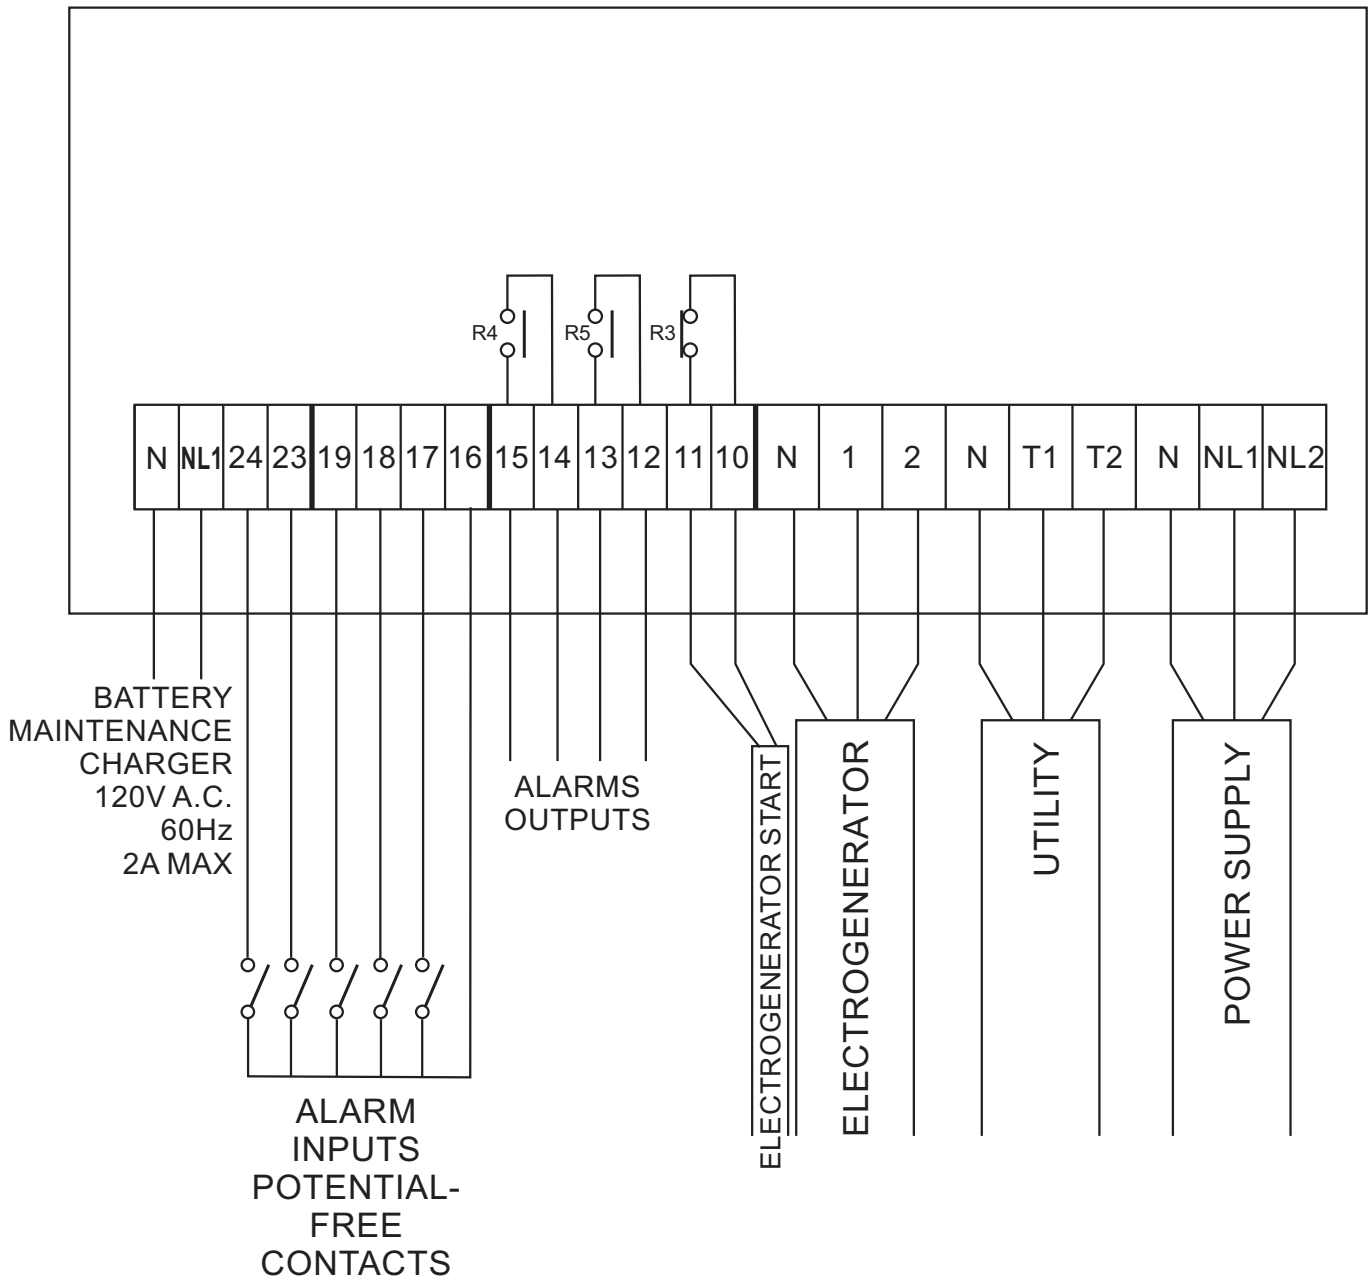 R4 R5 R3
N NL1 24 23 19 18 17 16 15 14 13 12 11 10 N 1 2 N T1 T2 N NL1 NL2
BATTERY
MAINTENANCE
CHARGER
120V A.C.
60Hz
2A MAX
ALARM
INPUTS
POTENTIAL-
FREE
CONTACTS
ALARMS
OUTPUTS
ELECTROGENERATOR START
ELECTROGENERATOR
UTILITY
POWER SUPPLY